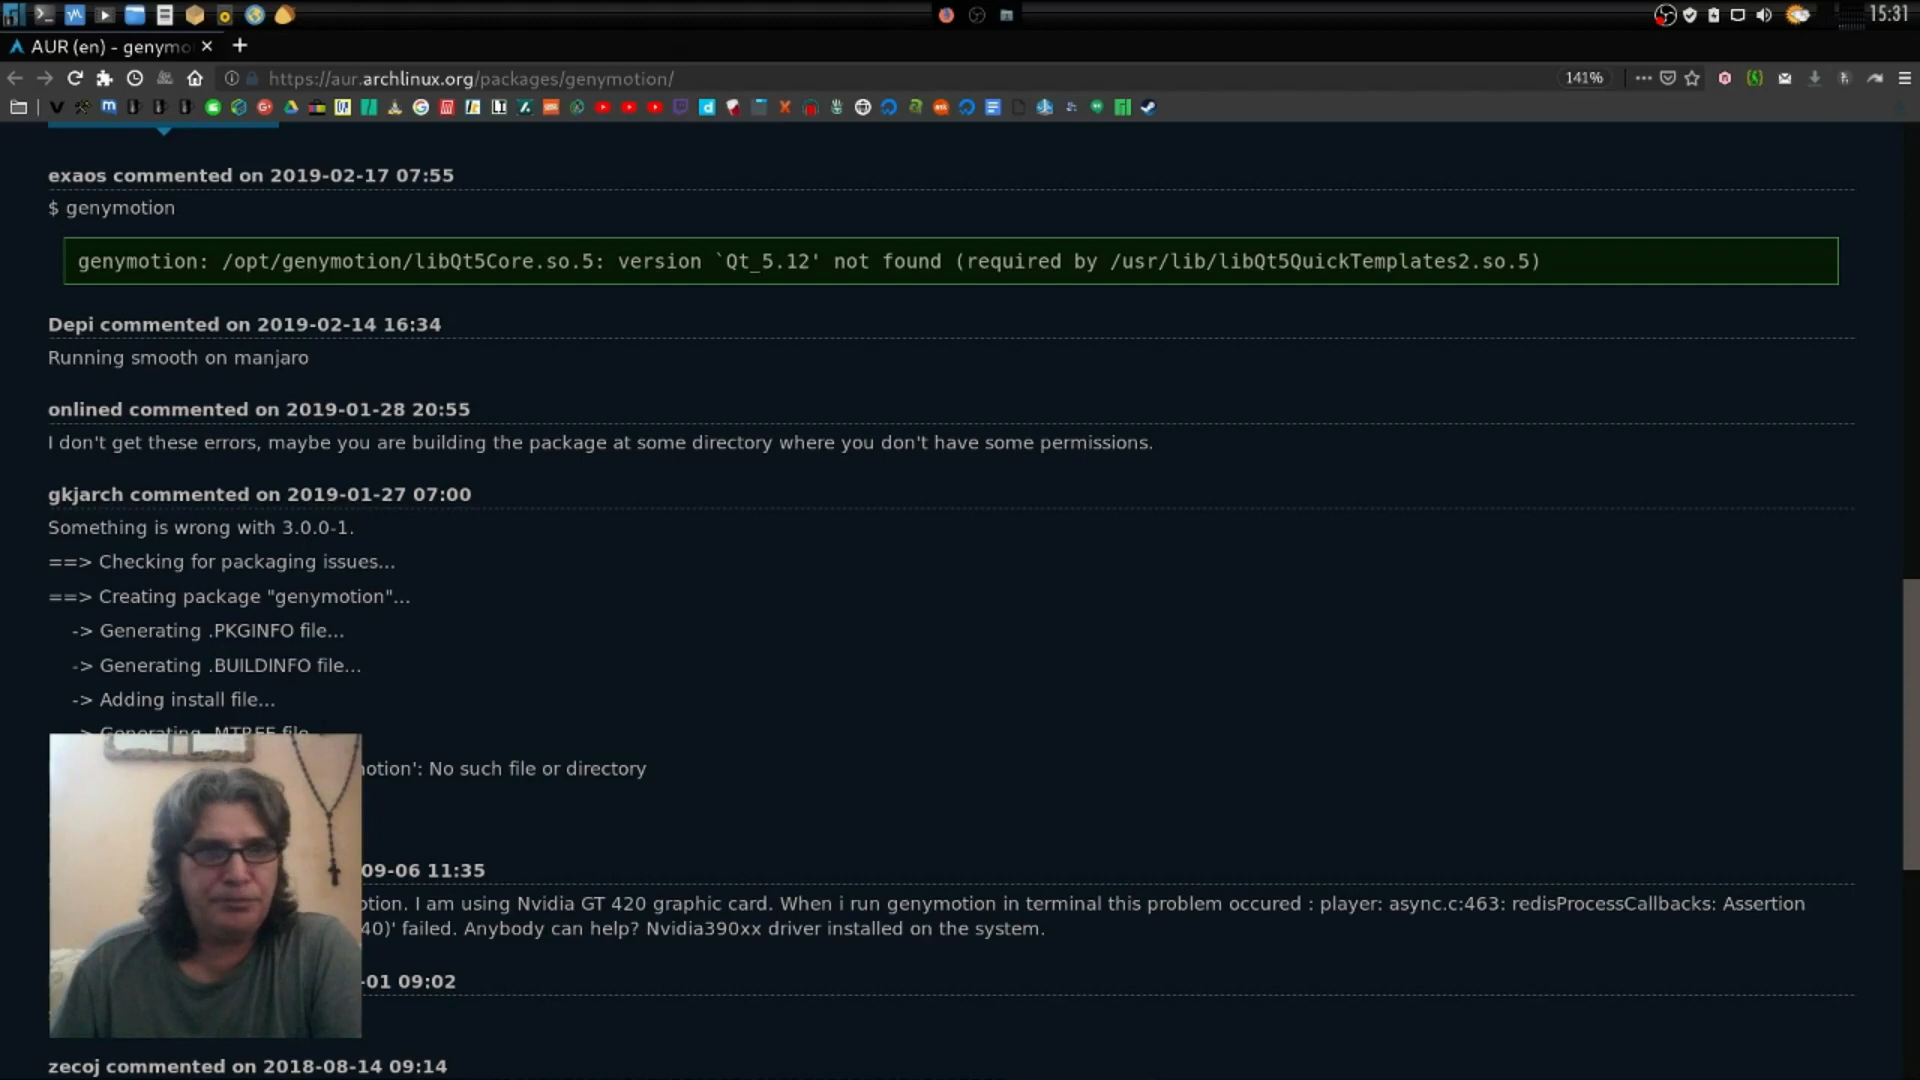 15:31
AUR (en) - genymo
https://aur.archlinux.org/packages/genymotion/
141%
exaos commented on 2019-02-17 07:55
$ genymotion
genymotion: /opt/genymotion/libQt5Core.so.5: version `Qt_5.12' not found (required by /usr/lib/libQt5QuickTemplates2.so.5)
Depi commented on 2019-02-14 16:34
Running smooth on manjaro
onlined commented on 2019-01-28 20:55
I don't get these errors, maybe you are building the package at some directory where you don't have some permissions.
gkjarch commented on 2019-01-27 07:00
Something is wrong with 3.0.0-1.
==> Checking for packaging issues...
==> Creating package "genymotion"...
-> Generating .PKGINFO file...
-> Generating .BUILDINFO file...
-> Adding install file...
-> Generating .MTREE file
otion': No such file or directory
09-06 11:35
otion. I am using Nvidia GT 420 graphic card. When i run genymotion in terminal this problem occured : player: async.c:463: redisProcessCallbacks: Assertion
40)' failed. Anybody can help? Nvidia390xx driver installed on the system.
-01 09:02
zecoj commented on 2018-08-14 09:14